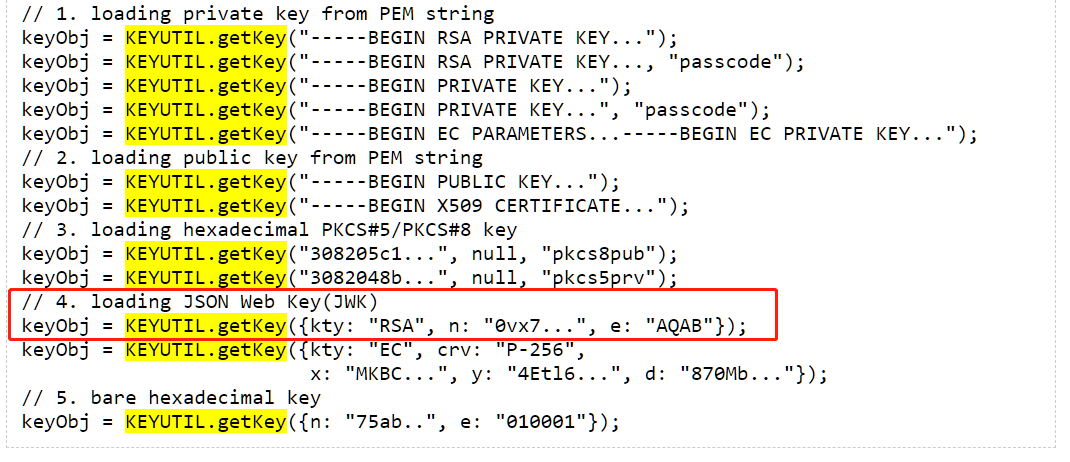 // 1. loading private key from PEM string
keyObj = KEYUTIL.getKey("-----BEGIN RSA PRIVATE KEY...");
keyObj = KEYUTIL.getKey("-----BEGIN RSA PRIVATE KEY..., "passcode");
keyObj = KEYUTIL.getKey("-----BEGIN PRIVATE KEY...");
keyObj = KEYUTIL.getKey("-----BEGIN PRIVATE KEY...", "passcode");
keyObj = KEYUTIL.getKey("-----BEGIN EC PARAMETERS...-----BEGIN EC PRIVATE KEY...");
// 2. loading public key from PEM string
keyObj = KEYUTIL.getKey("-----BEGIN PUBLIC KEY...");
keyObj = KEYUTIL.getKey("-----BEGIN X509 CERTIFICATE...");
// 3. loading hexadecimal PKCS#5/PKCS#8 key
keyObj = KEYUTIL.getKey("308205c1...", null, "pkcs8pub");
keyObj = KEYUTIL.getKey("3082048b...", null, "pkcs5prv");
// 4. loading JSON Web Key(JWK)
keyObj = KEYUTIL.getKey({kty: "RSA", n: "0vx7...", e: "AQAB"});
keyObj = KEYUTIL.getKey({kty: "EC", crv: "P-256",
x: "MKBC...", y: "4Etl6...", d: "870Mb..."});
// 5. bare hexadecimal key
keyObj = KEYUTIL.getKey({n: "75ab..", e: "010001"});